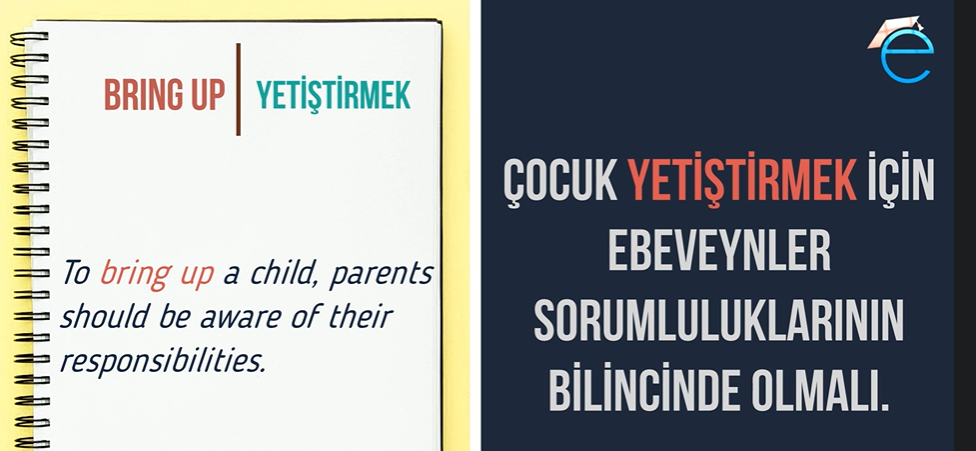 BRING UP | YETİŞTİRMEK
To bring up a child, parents
should be aware of their
responsibilities.
e
ÇOCUK YETİŞTİRMEK İÇİN
EBEVEYNLER
SORUMLULUKLARININ
BİLİNCİNDE OLMALI.